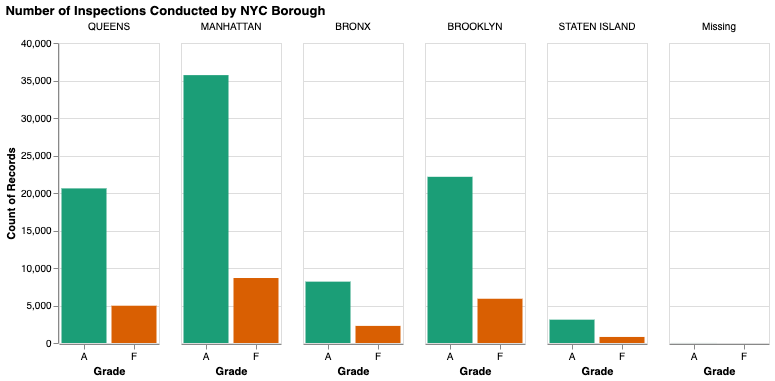 Number of Inspections Conducted by NYC Borough
QUEENS MANHATTAN BRONX BROOKLYN STATEN ISLAND Missing
Count of Records
40,000
35,000
30,000
25,000
20,000
15,000
10,000
5,000
0
A F A F A F A F A F A F
Grade Grade Grade Grade Grade Grade